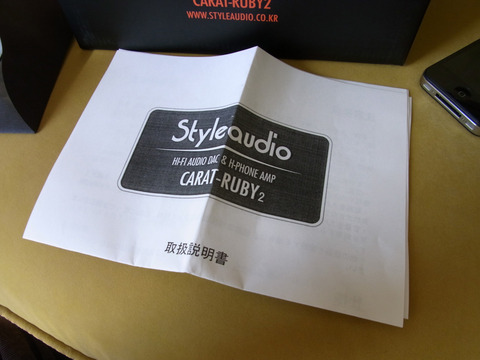 CARAT-RUBY2
WWW.STYLEAUDIO.CO.KR
Styleaudio
HI-FI AUDIO DAC & H-PHONE AMP
CARAT-RUBY2
取扱説明書